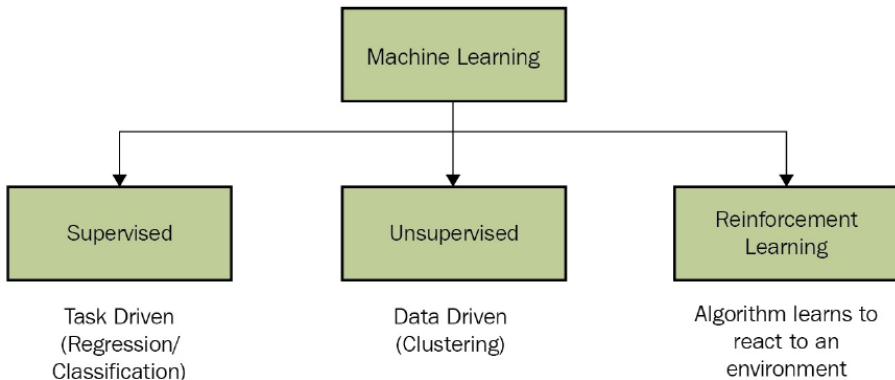 Machine Learning
Supervised
Unsupervised
Reinforcement
Learning
Task Driven
(Regression/
Classification)
Data Driven
(Clustering)
Algorithm learns to
react to an
environment